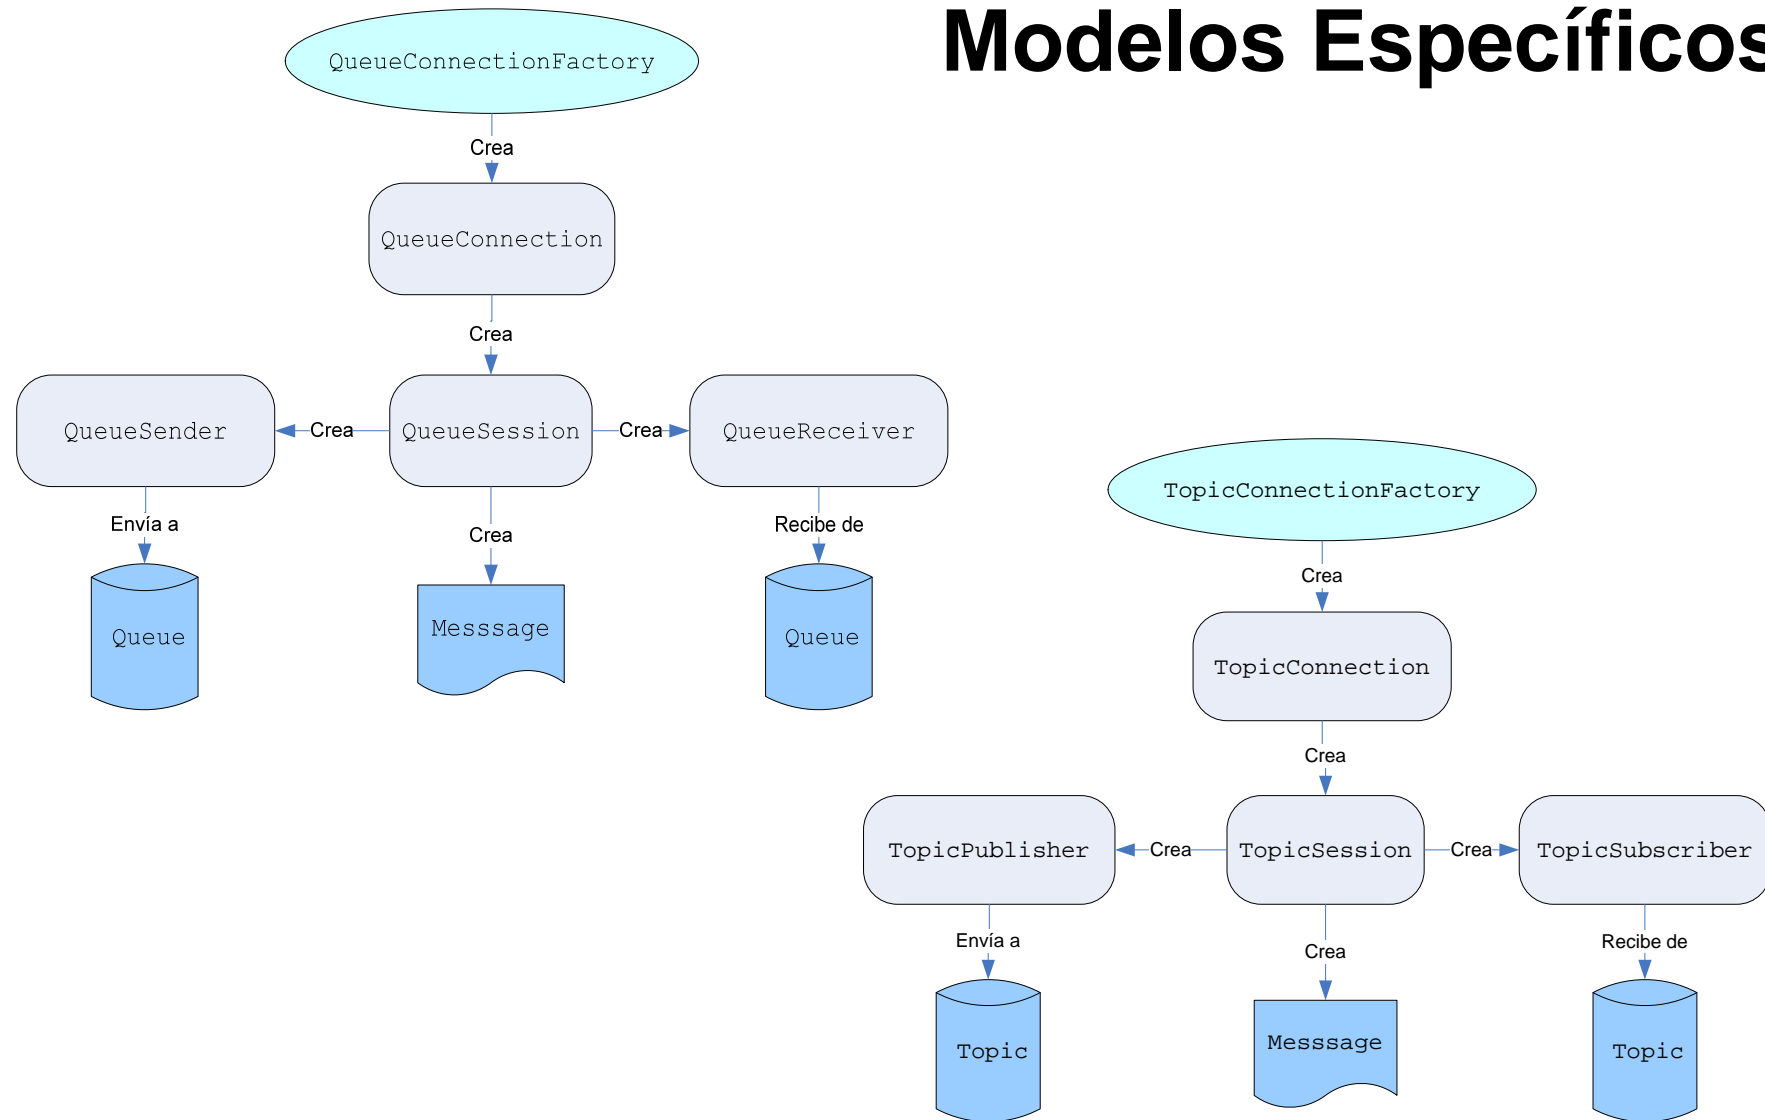 Modelos Específicos
QueueConnectionFactory
Crea
QueueConnection
Crea
QueueSender
Crea
QueueSession
Crea
QueueReceiver
Envía a
Crea
Recibe de
Queue
Messsage
Queue
TopicConnectionFactory
Crea
TopicConnection
Crea
TopicPublisher
Crea
TopicSession
Crea
TopicSubscriber
Envía a
Crea
Recibe de
Topic
Messsage
Topic